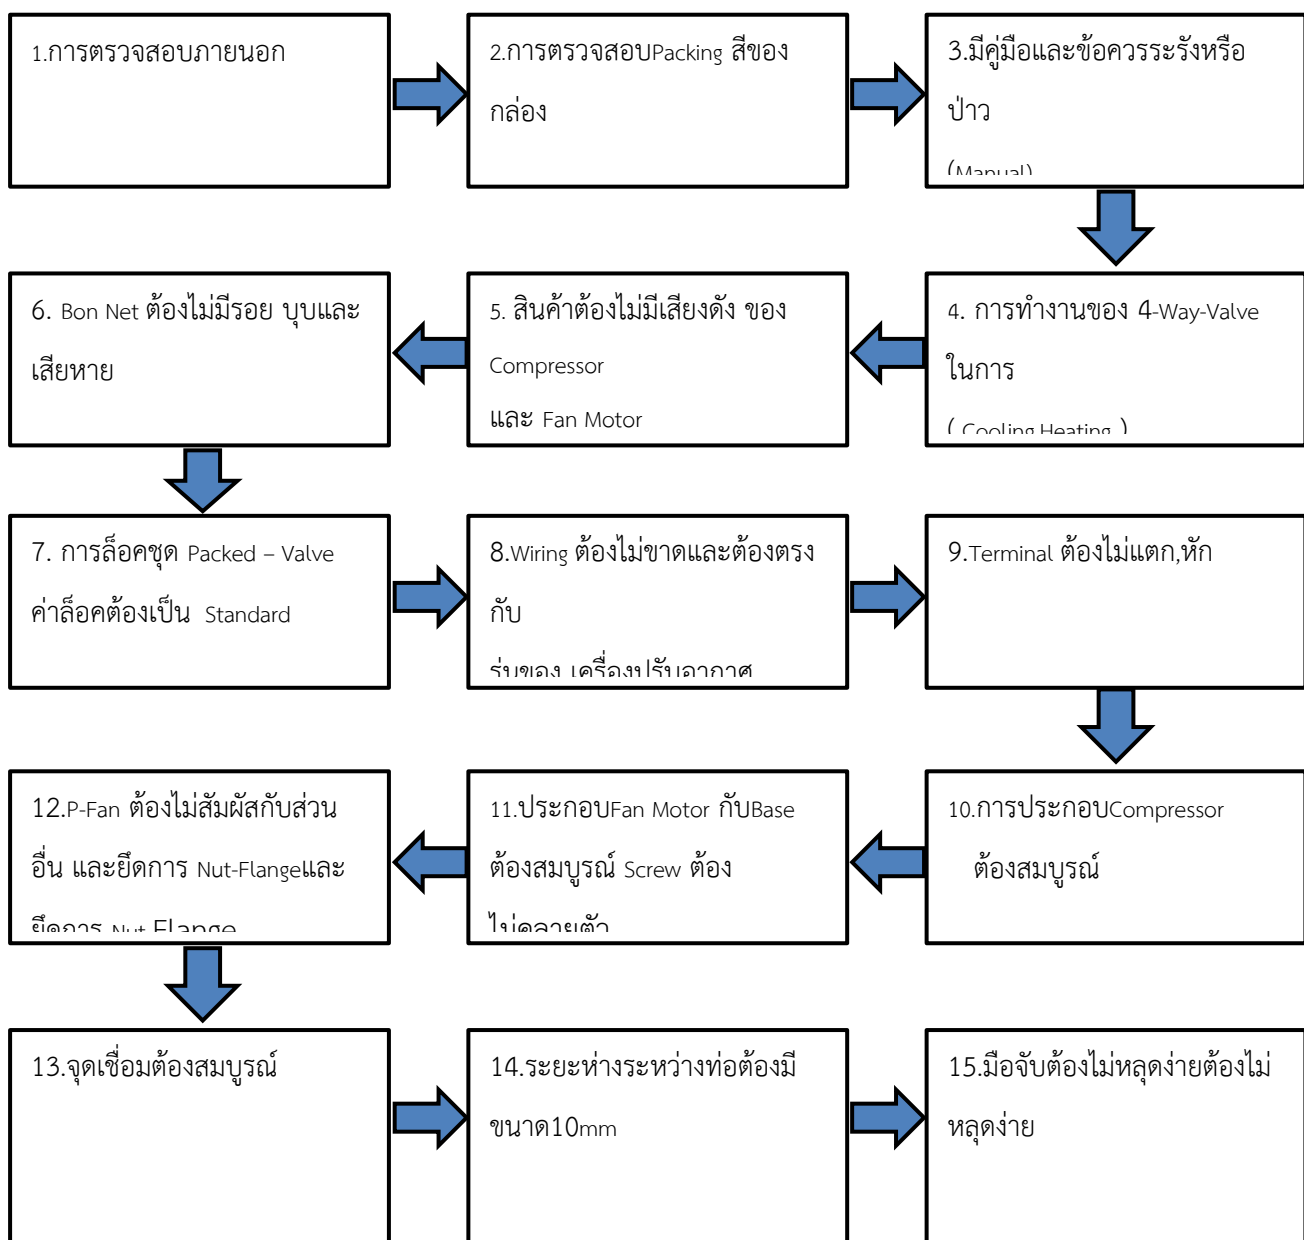 1.การตรวจสอบภายนอก
2.การตรวจสอบPacking สีของ
กล่อง
3.มีคู่มือและข้อควรระรังหรือ
ป่าว
(Manual)
4. การทำงานของ 4-Way-Valve
ในการ
( Cooling Heating )
5. สินค้าต้องไม่มีเสียงดัง ของ
Compressor
และ Fan Motor
6. Bon Net ต้องไม่มีรอย บุบและ
เสียหาย
7. การล็อคชุด Packed – Valve
ค่าล็อคต้องเป็น Standard
8.Wiring ต้องไม่ขาดและต้องตรง
กับ
รุ่นของ เครื่องปรับอากาศ
9.Terminal ต้องไม่แตก,หัก
10.การประกอบCompressor
ต้องสมบูรณ์
11.ประกอบFan Motor กับBase
ต้องสมบูรณ์ Screw ต้อง
ไม่คลายตัว
12.P-Fan ต้องไม่สัมผัสกับส่วน
อื่น และยึดการ Nut-Flangeและ
ยึดการ Nut Flange
13.จุดเชื่อมต้องสมบูรณ์
14.ระยะห่างระหว่างท่อต้องมี
ขนาด10mm
15.มือจับต้องไม่หลุดง่ายต้องไม่
หลุดง่าย